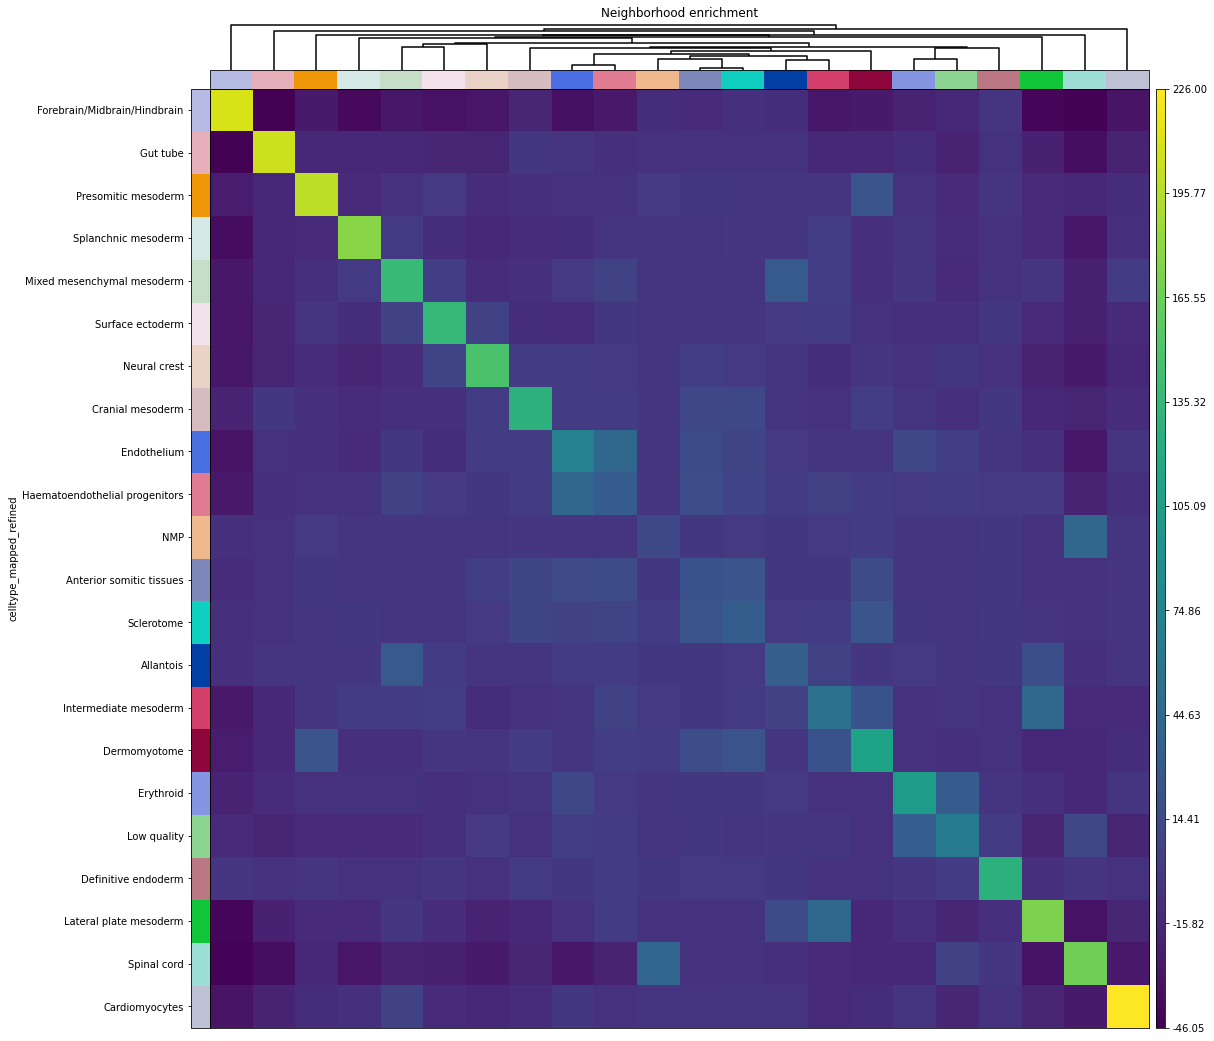 Neighborhood enrichment
Forebrain/Midbrain/Hindbrain
Gut tube
Presomitic mesoderm
Splanchnic mesoderm
Mixed mesenchymal mesoderm
Surface ectoderm
Neural crest
Cranial mesoderm
Endothelium
Haematoendothelial progenitors
NMP
Anterior somitic tissues
Sclerotome
Allantois
Intermediate mesoderm
Dermomyotome
Erythroid
Low quality
Definitive endoderm
Lateral plate mesoderm
Spinal cord
Cardiomyocytes
celltype_mapped_refined
226.00
195.77
165.55
135.32
105.09
74.86
44.63
14.41
-15.82
-46.05